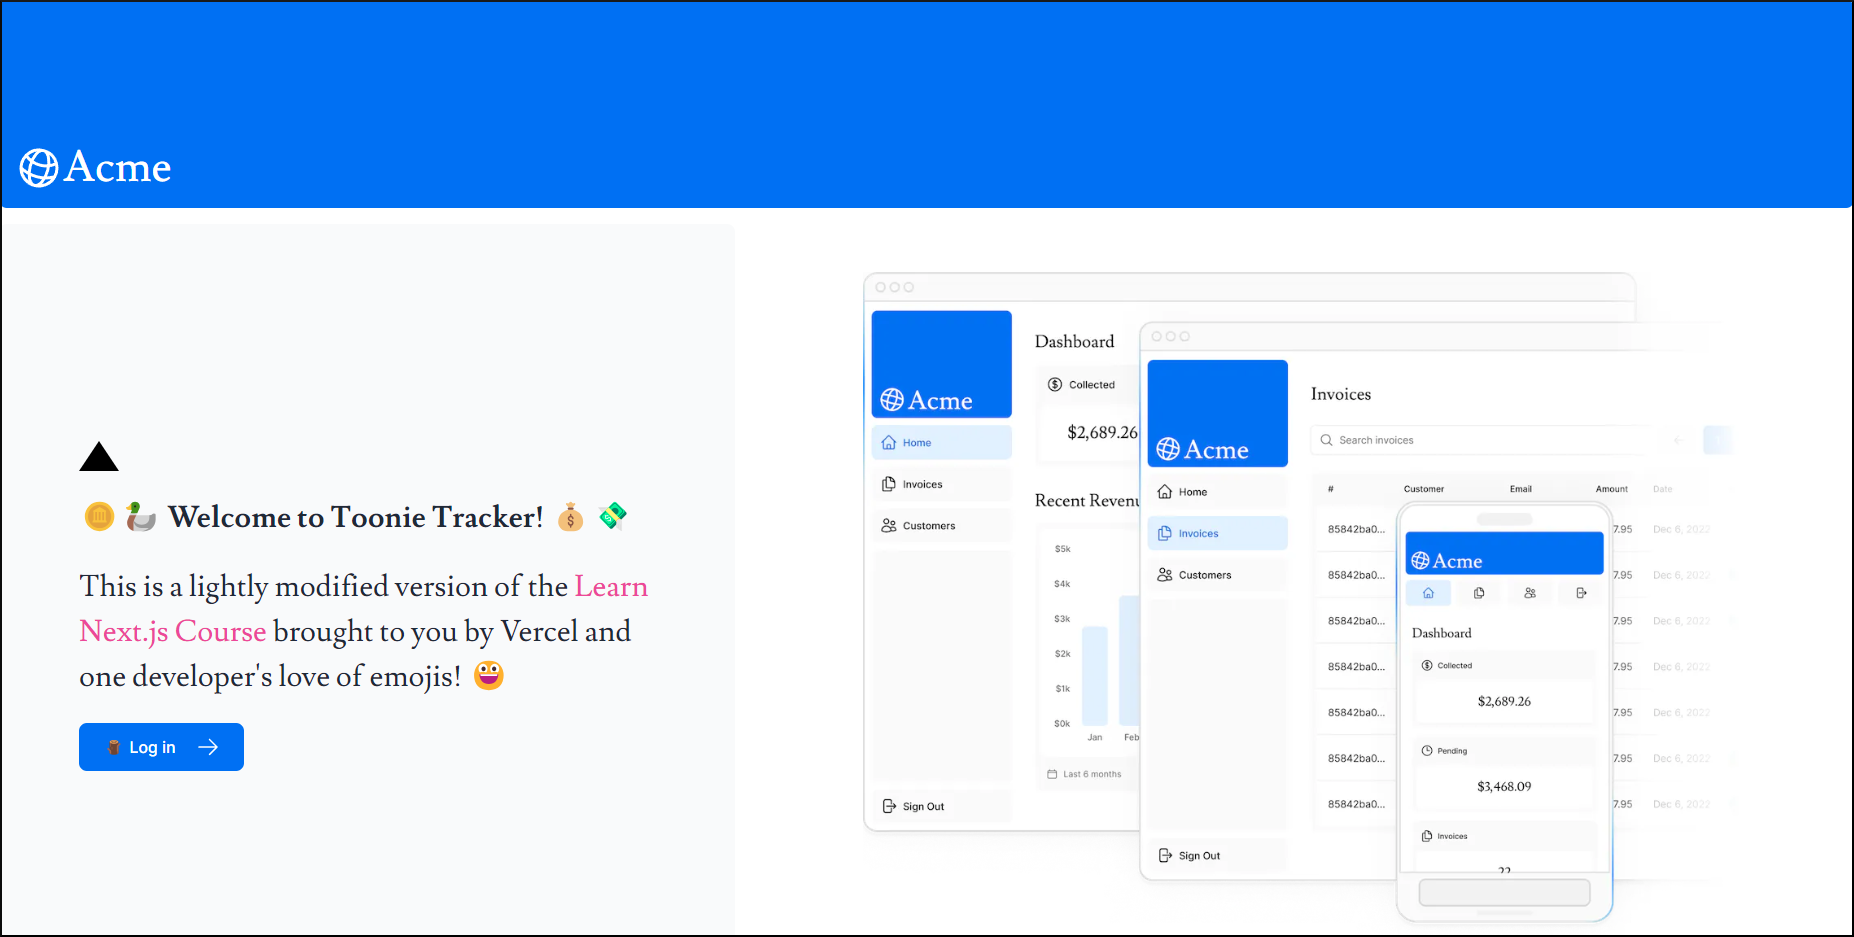 Acme
🪙 🦆 Welcome to Toonie Tracker! 💰 💸
This is a lightly modified version of the Learn
Next.js Course brought to you by Vercel and
one developer's love of emojis! 😀
🪵 Log in →
Acme
Home
Invoices
Customers
Sign Out
Dashboard
Collected
$2,689.26
Recent Revenu
$5k
$4k
$3k
$2k
$1k
$0k
Jan Feb
Last 6 months
Acme
Home
Invoices
Customers
Sign Out
Invoices
Search invoices
# Customer Email Amount Date
85842ba0... 7.95 Dec 6, 2022
85842ba0... 7.95 Dec 6, 2022
85842ba0... 7.95 Dec 6, 2022
85842ba0... 7.95 Dec 6, 2022
85842ba0... 7.95 Dec 6, 2022
85842ba0... 7.95 Dec 6, 2022
85842ba0... 7.95 Dec 6, 2022
Acme
Dashboard
Collected
$2,689.26
Pending
$3,468.09
Invoices
22